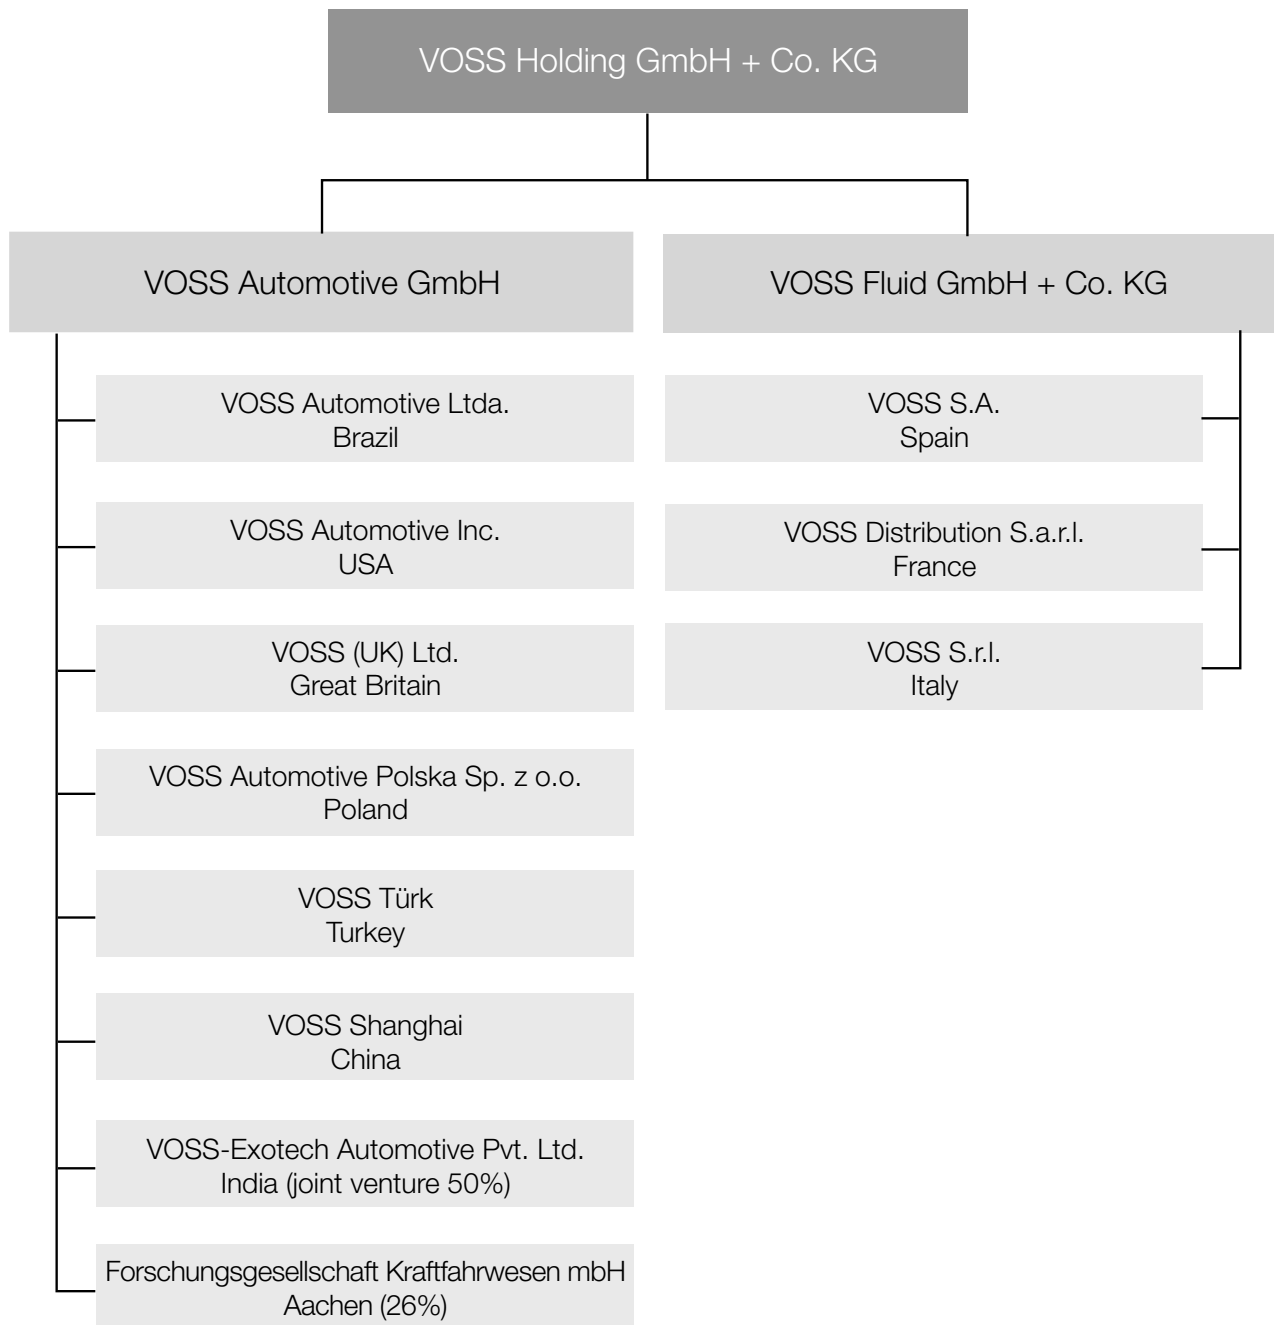 VOSS Holding GmbH + Co. KG
VOSS Automotive GmbH
VOSS Automotive Ltda.
Brazil
VOSS Automotive Inc.
USA
VOSS (UK) Ltd.
Great Britain
VOSS Automotive Polska Sp. z o.o.
Poland
VOSS Türk
Turkey
VOSS Shanghai
China
VOSS-Exotech Automotive Pvt. Ltd.
India (joint venture 50%)
Forschungsgesellschaft Kraftfahrwesen mbH
Aachen (26%)
VOSS Fluid GmbH + Co. KG
VOSS S.A.
Spain
VOSS Distribution S.a.r.l.
France
VOSS S.r.l.
Italy